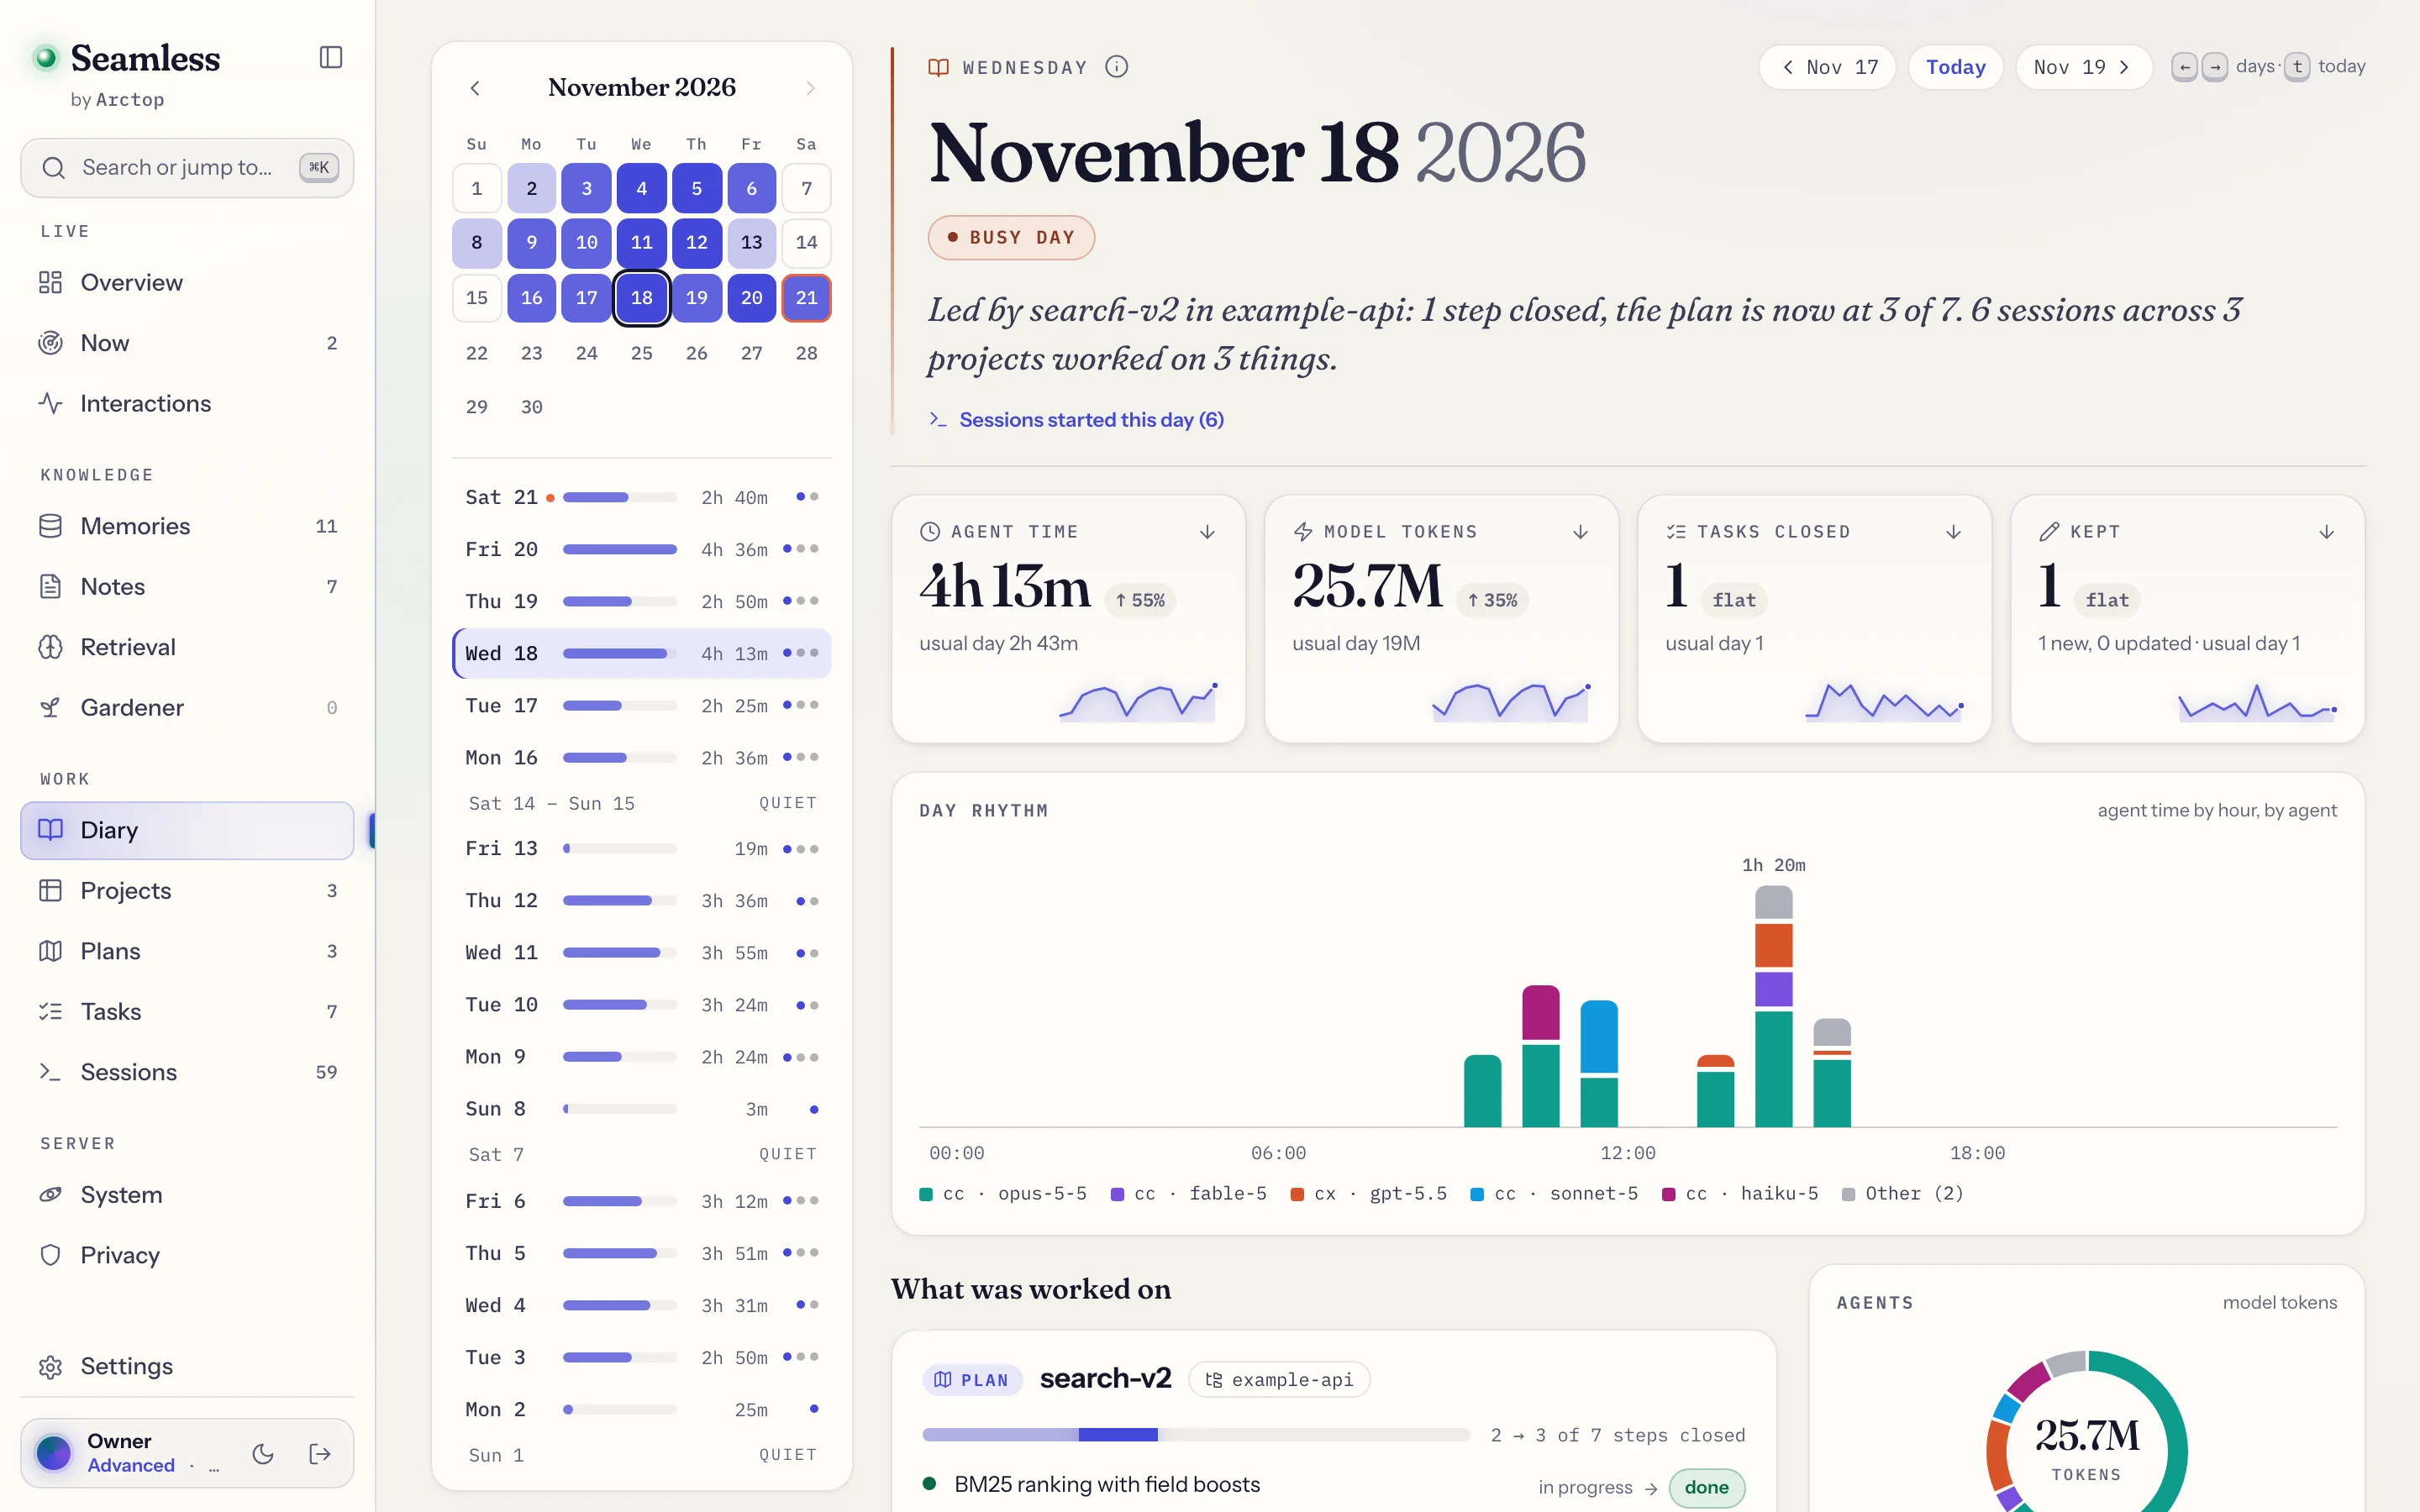 Seamless
by Arctop
Search or jump to... ⌘K
LIVE
Overview
Now 2
Interactions
KNOWLEDGE
Memories 11
Notes 7
Retrieval
Gardener 0
WORK
Diary
Projects 3
Plans 3
Tasks 7
Sessions 59
SERVER
System
Privacy
Settings
Owner
Advanced · …
November 2026
Su Mo Tu We Th Fr Sa
1 2 3 4 5 6 7
8 9 10 11 12 13 14
15 16 17 18 19 20 21
22 23 24 25 26 27 28
29 30
Sat 21 2h 40m
Fri 20 4h 36m
Thu 19 2h 50m
Wed 18 4h 13m
Tue 17 2h 25m
Mon 16 2h 36m
Sat 14 – Sun 15 QUIET
Fri 13 19m
Thu 12 3h 36m
Wed 11 3h 55m
Tue 10 3h 24m
Mon 9 2h 24m
Sun 8 3m
Sat 7 QUIET
Fri 6 3h 12m
Thu 5 3h 51m
Wed 4 3h 31m
Tue 3 2h 50m
Mon 2 25m
Sun 1 QUIET
WEDNESDAY
Nov 17 Today Nov 19 ← → days · t today
November 18 2026
BUSY DAY
Led by search-v2 in example-api: 1 step closed, the plan is now at 3 of 7. 6 sessions across 3
projects worked on 3 things.
Sessions started this day (6)
AGENT TIME ↓
4h 13m ↑ 55%
usual day 2h 43m
MODEL TOKENS ↓
25.7M ↑ 35%
usual day 19M
TASKS CLOSED ↓
1 flat
usual day 1
KEPT ↓
1 flat
1 new, 0 updated · usual day 1
DAY RHYTHM agent time by hour, by agent
1h 20m
00:00 06:00 12:00 18:00
cc · opus-5-5 cc · fable-5 cx · gpt-5.5 cc · sonnet-5 cc · haiku-5 Other (2)
What was worked on
PLAN search-v2 example-api
2 → 3 of 7 steps closed
BM25 ranking with field boosts in progress → done
AGENTS model tokens
25.7M
TOKENS